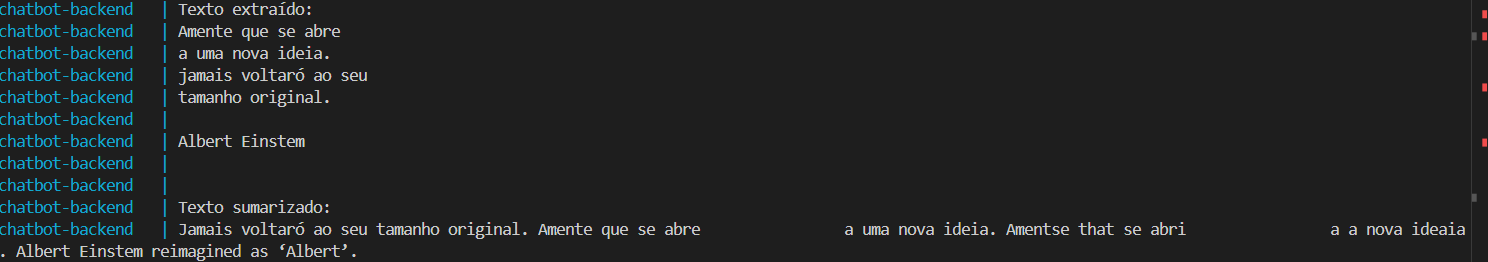 chatbot-backend | Texto extraído:
chatbot-backend | Amente que se abre
chatbot-backend | a uma nova ideia.
chatbot-backend | jamais voltaró ao seu
chatbot-backend | tamanho original.
chatbot-backend |
chatbot-backend | Albert Einstem
chatbot-backend |
chatbot-backend |
chatbot-backend | Texto sumarizado:
chatbot-backend | Jamais voltaró ao seu tamanho original. Amente que se abre a uma nova ideia. Amentse that se abri a a nova ideaia
. Albert Einstem reimagined as ‘Albert’.